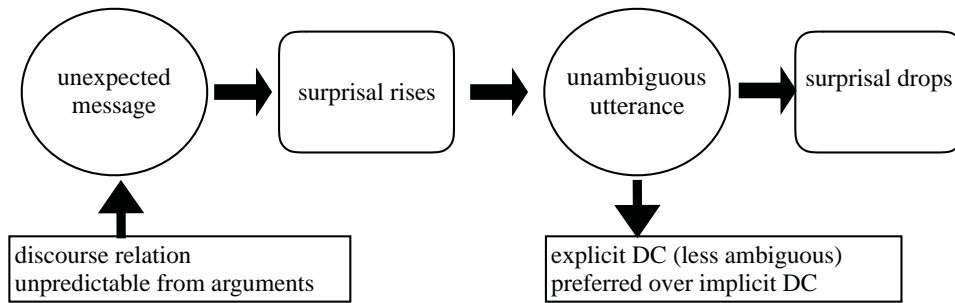 unexpected
message
surprisal rises
unambiguous
utterance
surprisal drops
discourse relation
unpredictable from arguments
explicit DC (less ambiguous)
preferred over implicit DC